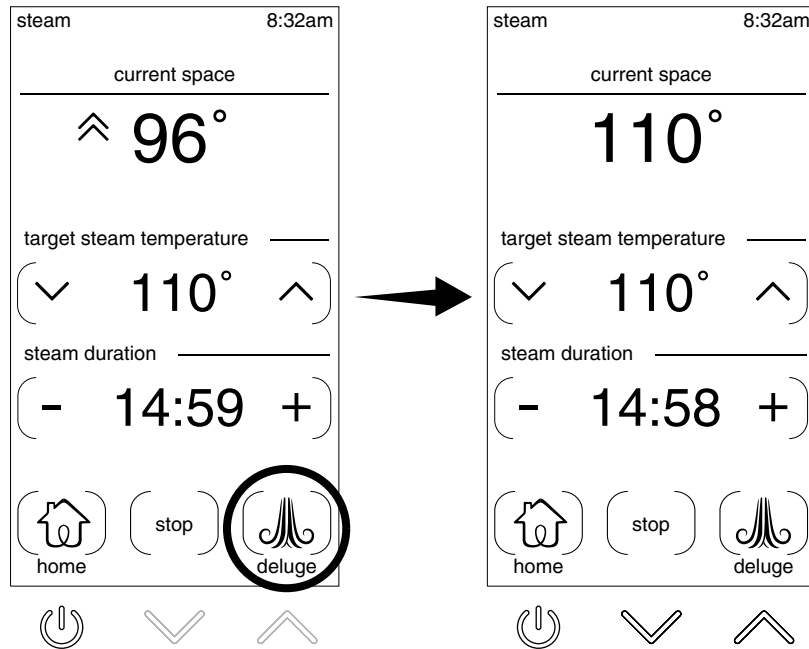 steam 8:32am
current space
96°
target steam temperature
110°
steam duration
- 14:59 +
stop
home deluge
steam 8:32am
current space
110°
target steam temperature
110°
steam duration
- 14:58 +
stop
home deluge